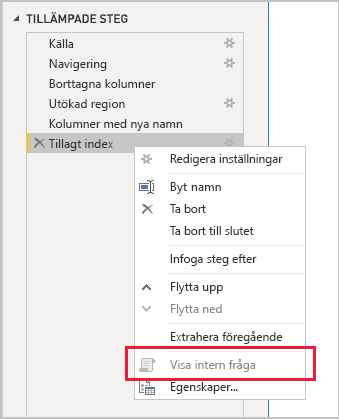 TILLÄMPADE STEG
Källa
Navigering
Borttagna kolumner
Utökad region
Kolumner med nya namn
Tillagt index
Redigera inställningar
Byt namn
Ta bort
Ta bort till slutet
Infoga steg efter
Flytta upp
Flytta ned
Extrahera föregående
Visa intern fråga
Egenskaper...